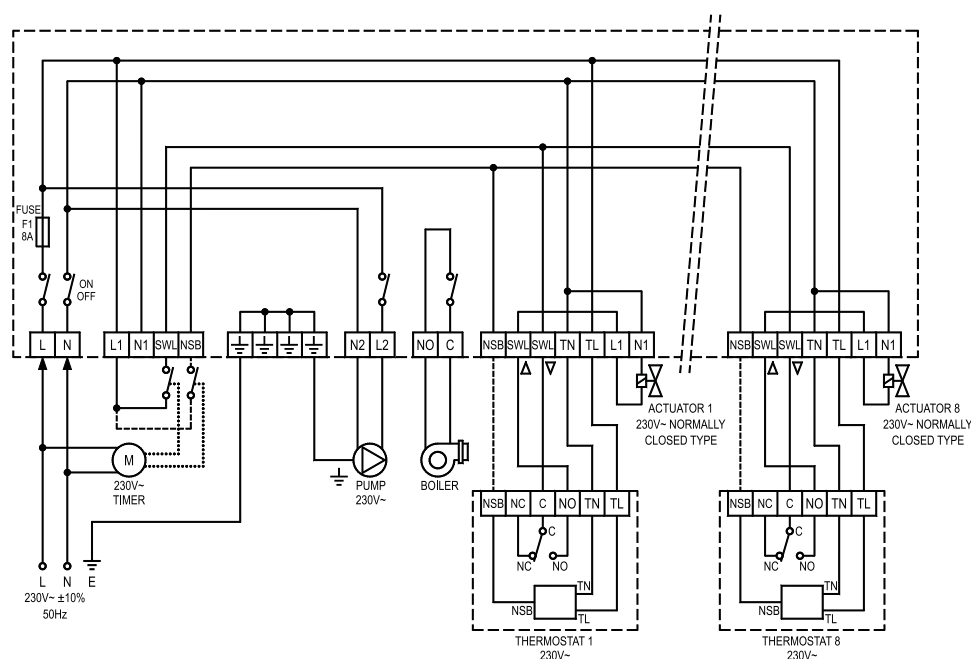 FUSE
F1
8A
ON
OFF
L N L1 N1 SWL NSB N2 L2 NO C NSB SWL SWL TN TL L1 N1 NSB SWL SWL TN TL L1 N1
ACTUATOR 1
230V~ NORMALLY
CLOSED TYPE
ACTUATOR 8
230V~ NORMALLY
CLOSED TYPE
M
230V~
TIMER
PUMP
230V~
BOILER
NSB NC C NO TN TL NSB NC C NO TN TL
C C
NC NO NC NO
L N E
230V~ ±10%
50Hz
TN TN
NSB NSB
TL TL
THERMOSTAT 1
230V~
THERMOSTAT 8
230V~